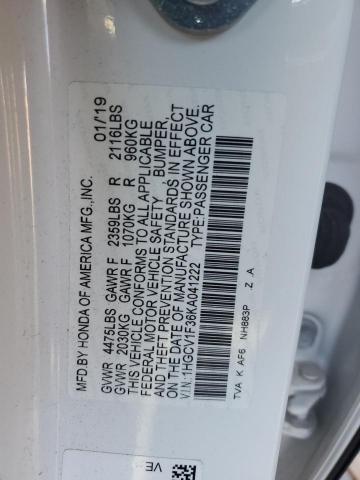 MFD BY HONDA OF AMERICA MFG., INC. 01/19
GVWR 4475LBS GAWR F 2359LBS R 2116LBS
GVWR 2030KG GAWR F 1070KG R 960KG
THIS VEHICLE CONFORMS TO ALL APPLICABLE
FEDERAL MOTOR VEHICLE SAFETY, BUMPER,
AND THEFT PREVENTION STANDARDS IN EFFECT
ON THE DATE OF MANUFACTURE SHOWN ABOVE.
V.I.N:1HGCV1F36KA041222 TYPE:PASSENGER CAR
TVA K AF6 NH883P Z A
VE